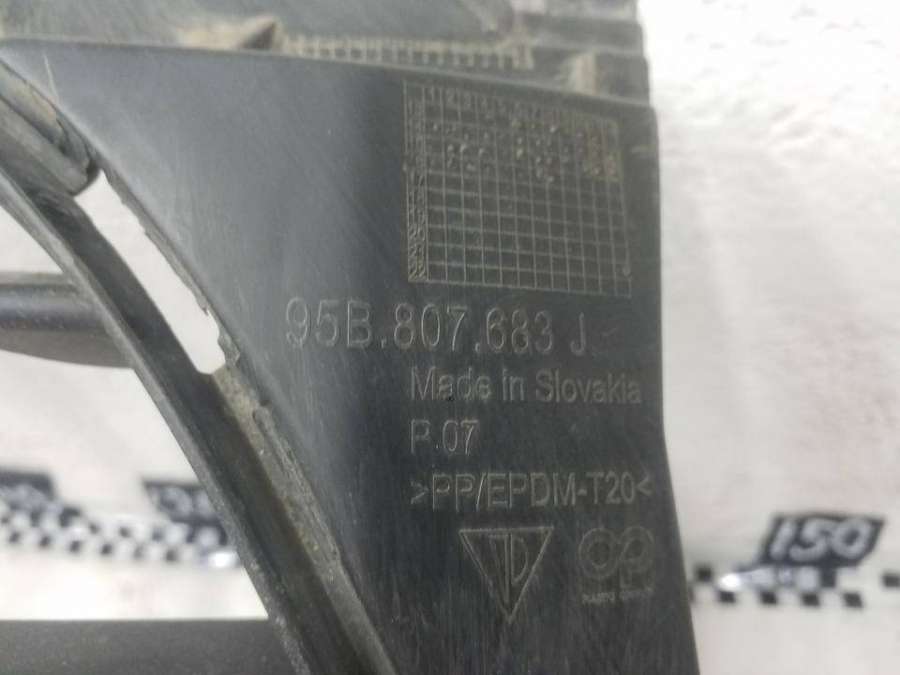 95B.807.683 J
Made in Slovakia
P.07
>PP/EPDM-T20<
150